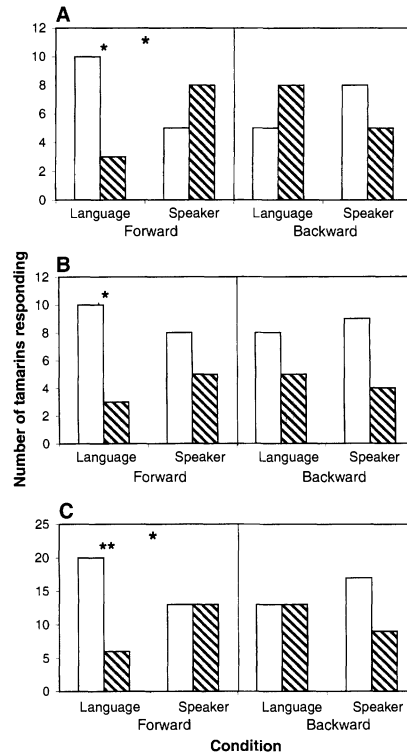 A
*
*
12
10
8
6
4
2
0
Language
Speaker
Language
Speaker
Forward
Backward
Number of tamarins responding
B
12
10
8
6
4
2
0
*
Language
Speaker
Language
Speaker
Forward
Backward
C
25
20
15
10
5
0
**
*
Language
Speaker
Language
Speaker
Forward
Backward
Condition